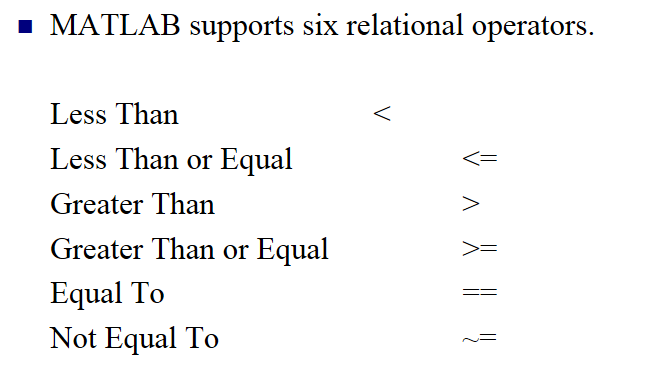 ■ MATLAB supports six relational operators.
Less Than <
Less Than or Equal <=
Greater Than >
Greater Than or Equal >=
Equal To ==
Not Equal To ~=